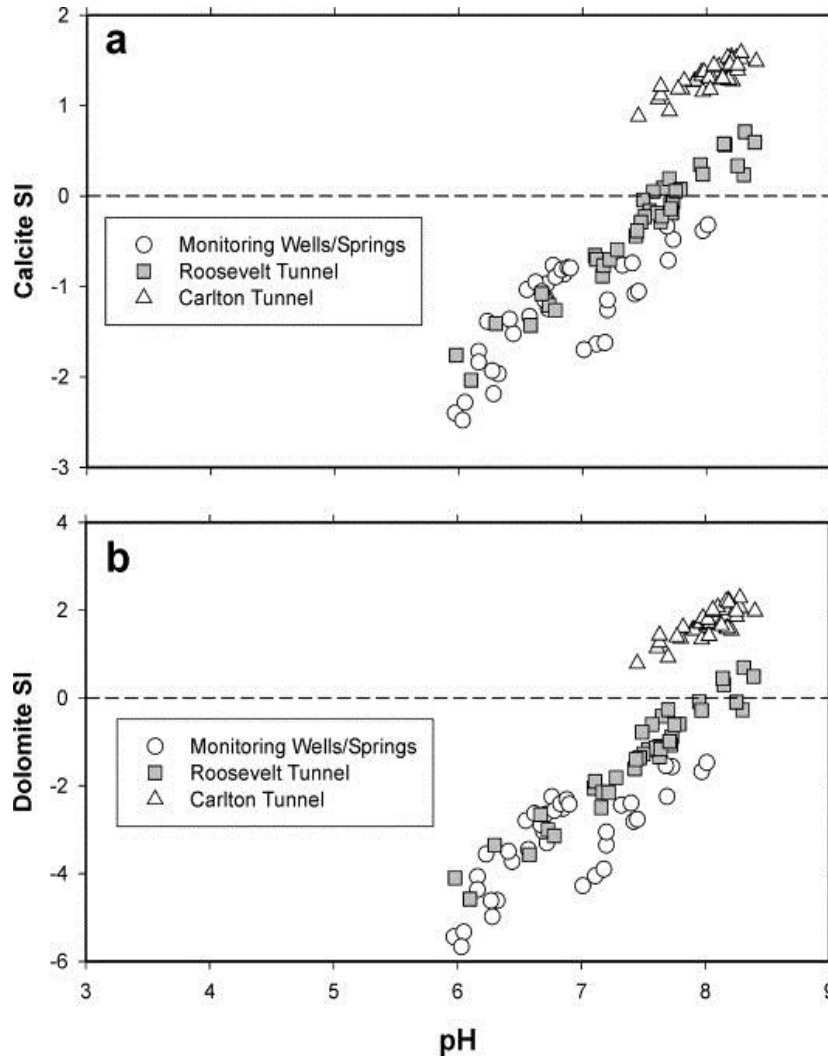 a
2
1
0
-1
-2
-3
Calcite SI
Monitoring Wells/Springs
Roosevelt Tunnel
Carlton Tunnel
b
4
2
0
-2
-4
-6
Dolomite SI
Monitoring Wells/Springs
Roosevelt Tunnel
Carlton Tunnel
3 4 5 6 7 8 9
pH